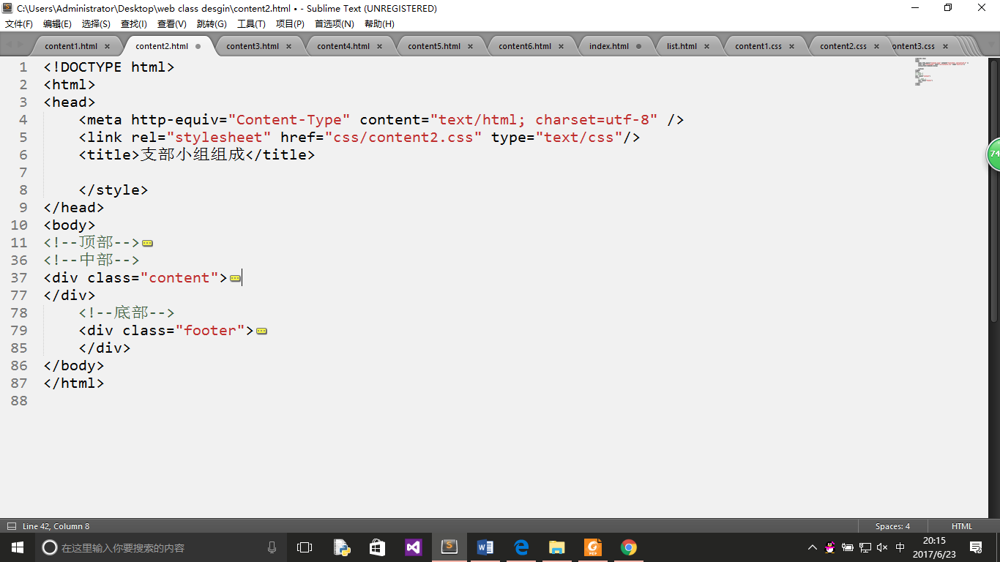 C:\Users\Administrator\Desktop\web class desgin\content2.html • - Sublime Text (UNREGISTERED)
文件(F) 编辑(E) 选择(S) 查找(I) 查看(V) 跳转(G) 工具(T) 项目(P) 首选项(N) 帮助(H)
content1.html content2.html content3.html content4.html content5.html content6.html index.html list.html content1.css content2.css ontent3.css
1 <!DOCTYPE html>
2 <html>
3 <head>
4 <meta http-equiv="Content-Type" content="text/html; charset=utf-8" />
5 <link rel="stylesheet" href="css/content2.css" type="text/css"/>
6 <title>支部小组组成</title>
7
8 </style>
9 </head>
10 <body>
11 <!--顶部-->
36 <!--中部-->
37 <div class="content">
77 </div>
78 <!--底部-->
79 <div class="footer">
85 </div>
86 </body>
87 </html>
88
74
Line 42, Column 8 Spaces: 4 HTML
在这里输入你要搜索的内容 中 20:15
2017/6/23